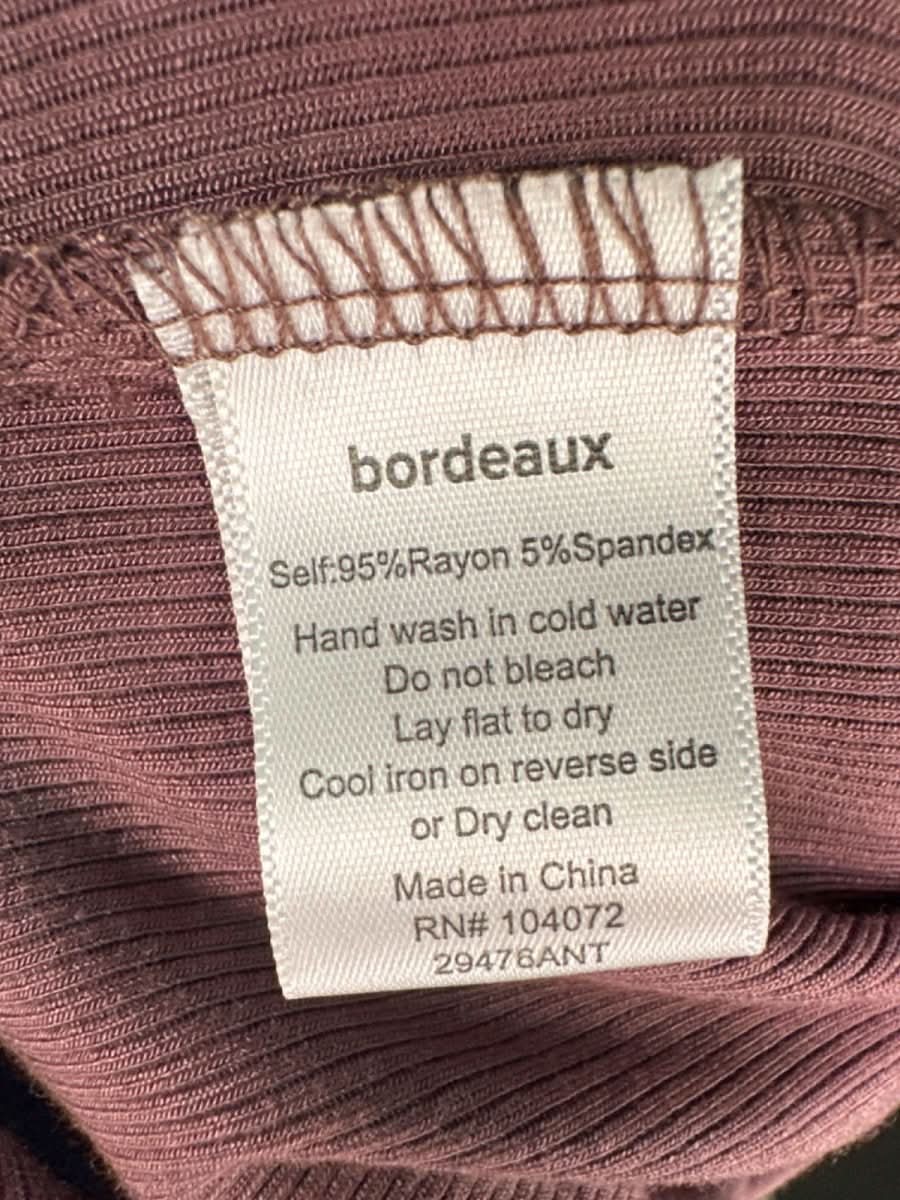 bordeaux
Self:95%Rayon 5%Spandex
Hand wash in cold water
Do not bleach
Lay flat to dry
Cool iron on reverse side
or Dry clean
Made in China
RN# 104072
29476ANT